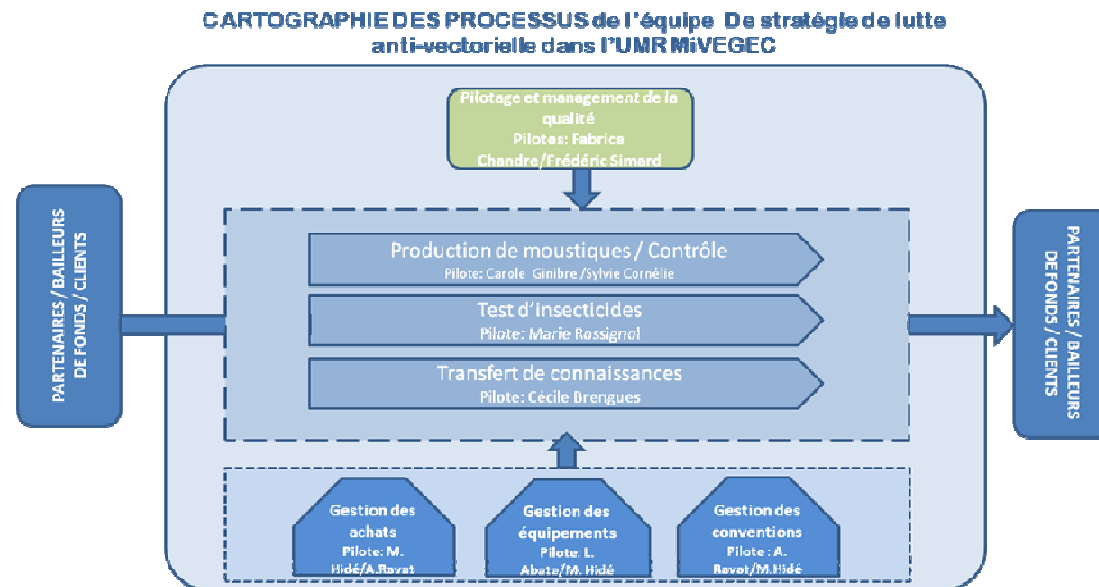 CARTOGRAPHIE DES PROCESSUS de l'équipe De stratégie de lutte
anti-vectorielle dans l'UMR MiVEGEC
Pilotage et management de la
qualité
Pilotes: Fabrice
Chandre/Frédéric Simard
PARTENAIRES / BAILLEURS
DE FONDS / CLIENTS
Production de moustiques / Contrôle
Pilote: Carole Ginibre /Sylvie Cornélie
Test d'insecticides
Pilote: Marie Rossignol
Transfert de connaissances
Pilote: Cécile Brengues
PARTENAIRES / BAILLEURS
DE FONDS / CLIENTS
Gestion des
achats
Pilote: M.
Hidé/A.Ravat
Gestion des
équipements
Pilote: L.
Abate/M. Hidé
Gestion des
conventions
Pilote : A.
Ravat/M.Hidé